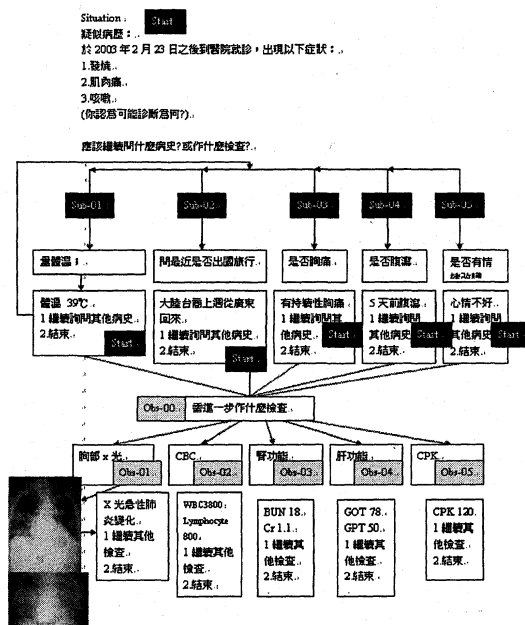 Situation：
Start
疑似病歷：
於 2003 年 2 月 23 日之後到醫院就診，出現以下症狀：
1.發燒
2.肌肉痛
3.咳嗽
(你認為可能診斷為何?)
應該繼續問什麼病史?或作什麼檢查?
Sub-01
Sub-02
Sub-03
Sub-04
Sub-05
量體溫：
問最近是否出國旅行
是否胸痛
是否腹瀉
是否有情
體溫 39℃
1 繼續詢問其他病史
2.結束
Start
大陸台商上週從廣東
回來
1 繼續詢問其他病史
2.結束
Start
有持續性胸痛
1 繼續詢問其
他病史
2.結束
Start
5 天前腹瀉
1 繼續詢問
其他病史
2.結束
Start
心情不好
1 繼續詢問
其他病史
2.結束
Start
Obs-00
需進一步作什麼檢查
胸部 x 光
Obs-01
CBC
Obs-02
腎功能
Obs-03
肝功能
Obs-04
CPK
Obs-05
X 光急性肺
炎變化
1 繼續其他
檢查
2.結束
WBC3800；
Lymphocyte
800
1 繼續其他
檢查
2.結束
BUN 18
Cr 1.1
1 繼續其
他檢查
2.結束
GOT 78
GPT 50
1 繼續其
他檢查
2.結束
CPK 120
1 繼續其
他檢查
2.結束